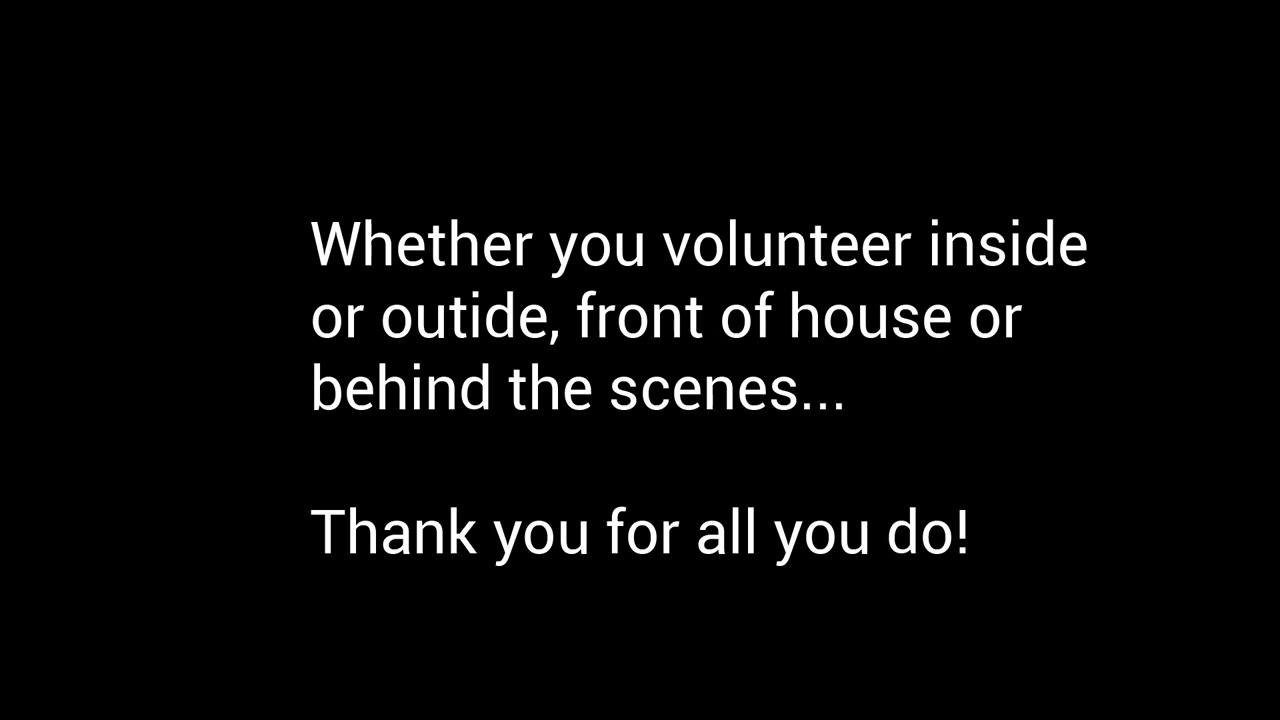 Whether you volunteer inside
or outide, front of house or
behind the scenes...
Thank you for all you do!